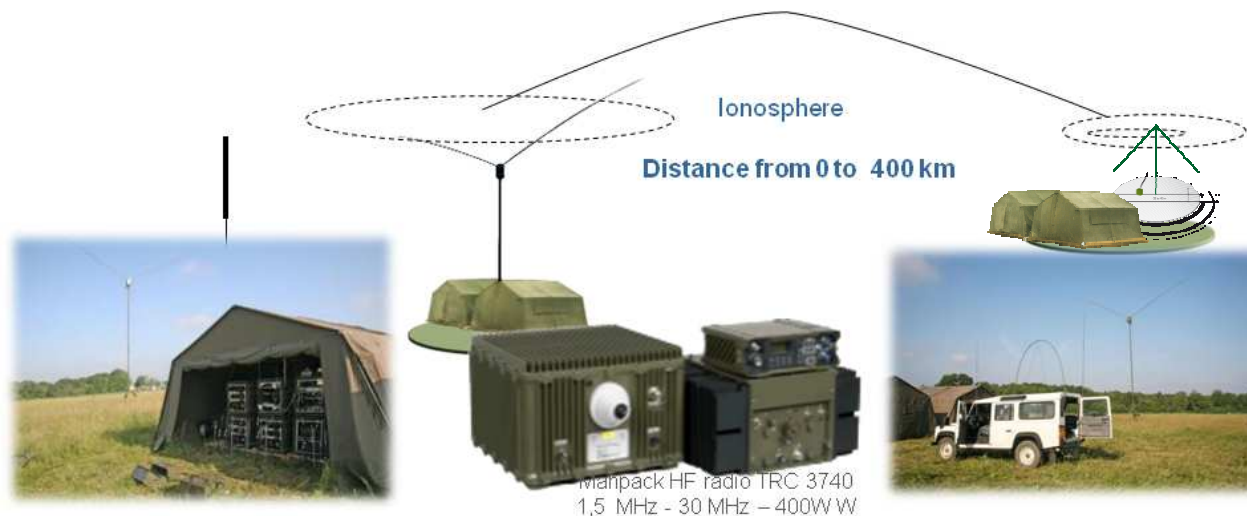 Ionosphere
Distance from 0 to 400 km
Manpack HF radio TRC 3740
1,5 MHz - 30 MHz – 400W W